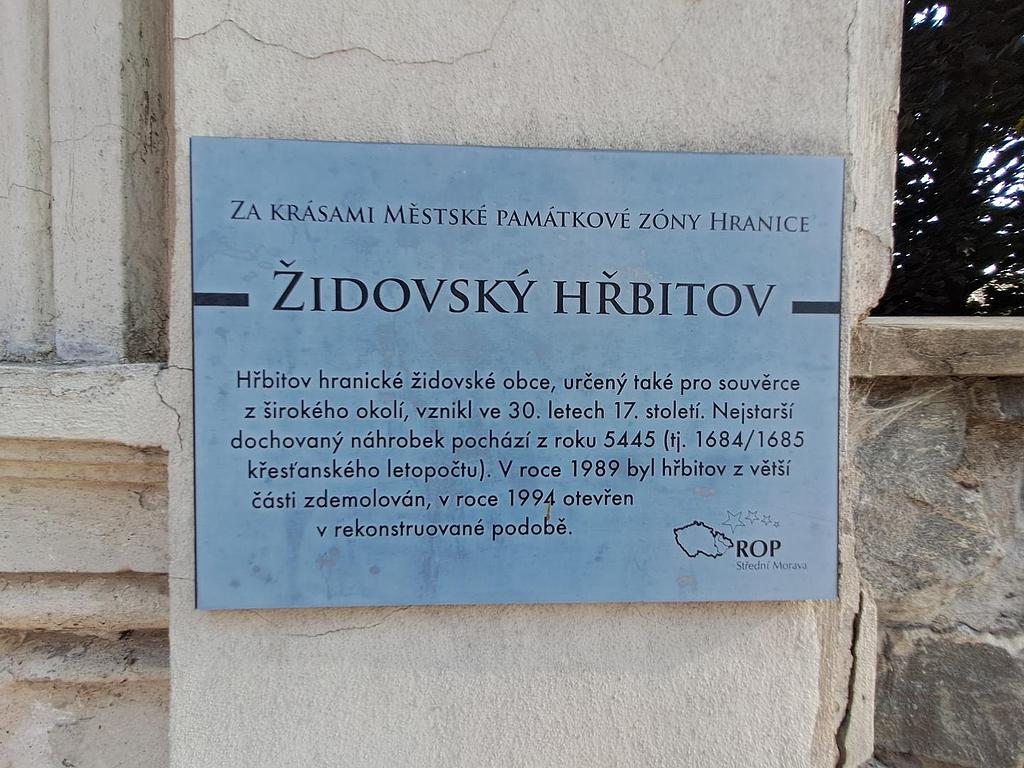 Za krásami Městské památkové zóny Hranice
Židovský hřbitov
Hřbitov hranické židovské obce, určený také pro souvěrce
z širokého okolí, vznikl ve 30. letech 17. století. Nejstarší
dochovaný náhrobek pochází z roku 5445 (tj. 1684/1685
křesťanského letopočtu). V roce 1989 byl hřbitov z větší
části zdemolován, v roce 1994 otevřen
v rekonstruované podobě.
ROP
Střední Morava